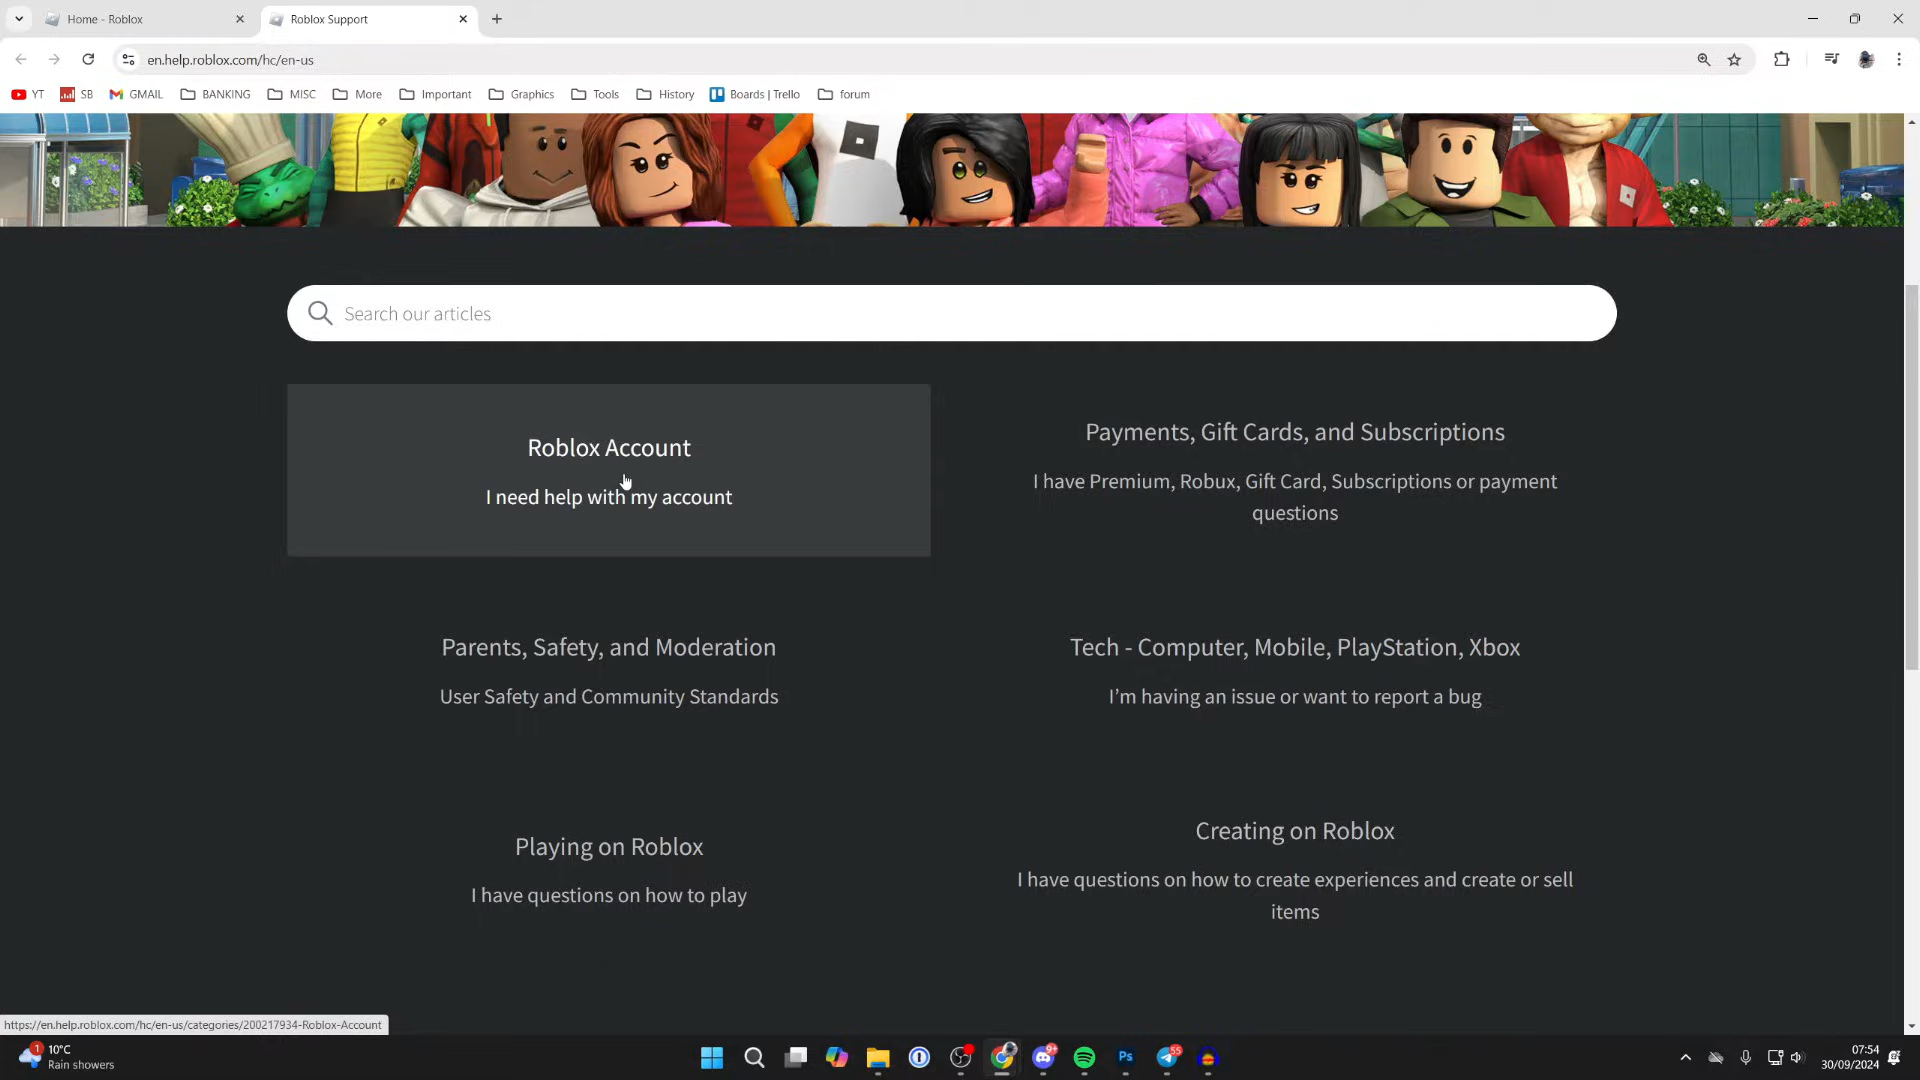 Home - Roblox
Roblox Support
en.help.roblox.com/hc/en-us
YT SB GMAIL BANKING MISC More Important Graphics Tools History Boards | Trello forum
Search our articles
Roblox Account
I need help with my account
Payments, Gift Cards, and Subscriptions
I have Premium, Robux, Gift Card, Subscriptions or payment
questions
Parents, Safety, and Moderation
User Safety and Community Standards
Tech - Computer, Mobile, PlayStation, Xbox
I'm having an issue or want to report a bug
Playing on Roblox
I have questions on how to play
Creating on Roblox
I have questions on how to create experiences and create or sell
items
https://en.help.roblox.com/hc/en-us/categories/200217934-Roblox-Account
1
10°C
Rain showers
9+
Ps
55
07:54
30/09/2024